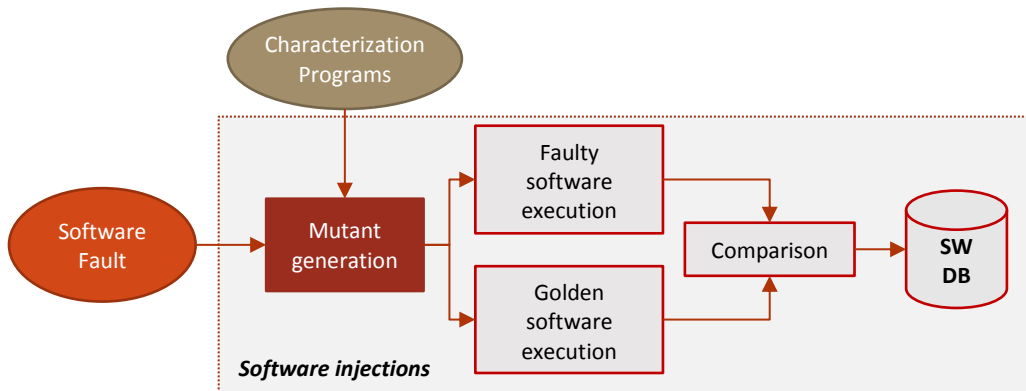 Characterization
Programs
Software
Fault
Mutant
generation
Faulty
software
execution
Golden
software
execution
Comparison
SW
DB
Software injections